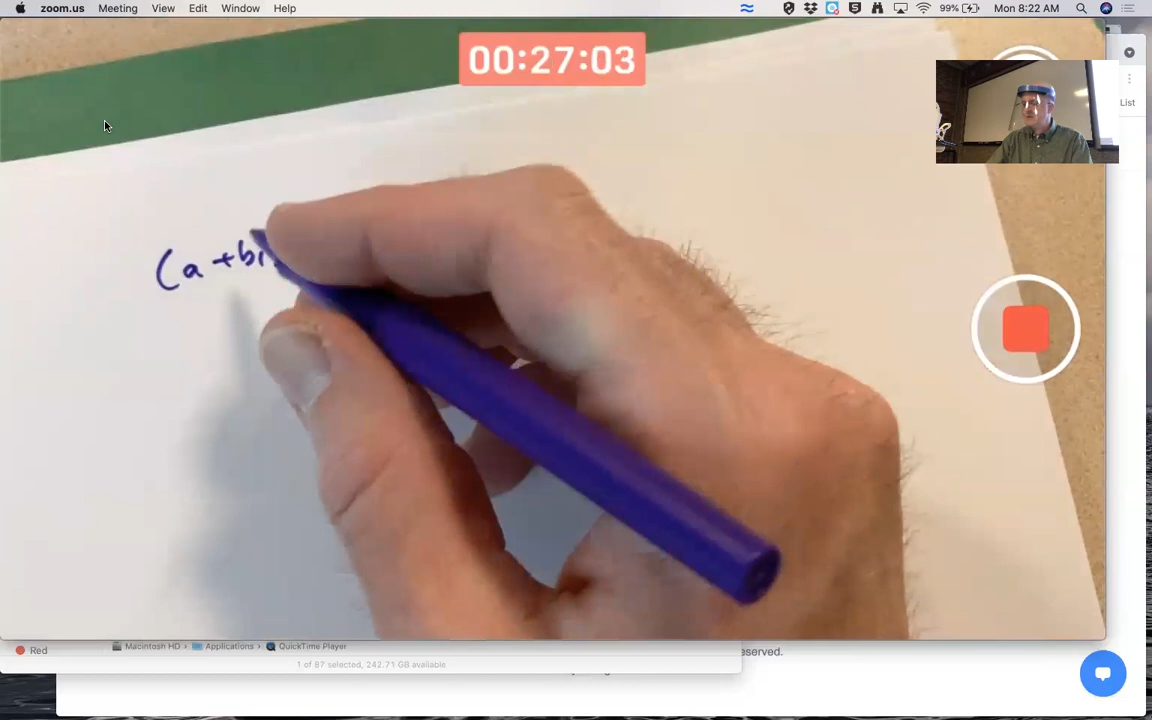 zoom.us Meeting View Edit Window Help
99% Mon 8:22 AM
00:27:03
List
(a + bi
Red
Macintosh HD › Applications › QuickTime Player
eserved.
1 of 87 selected, 242.71 GB available